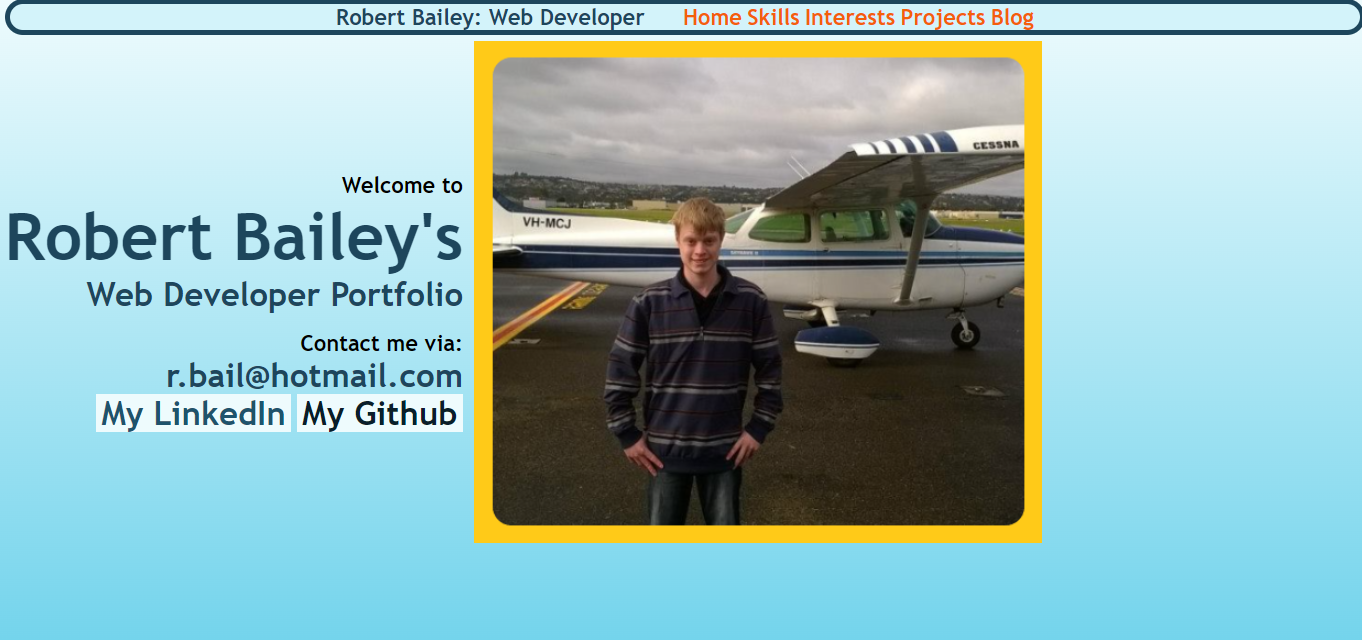 Robert Bailey: Web Developer Home Skills Interests Projects Blog
Welcome to
Robert Bailey's
Web Developer Portfolio
Contact me via:
r.bail@hotmail.com
My LinkedIn My Github
CESSNA
VH-MCJ